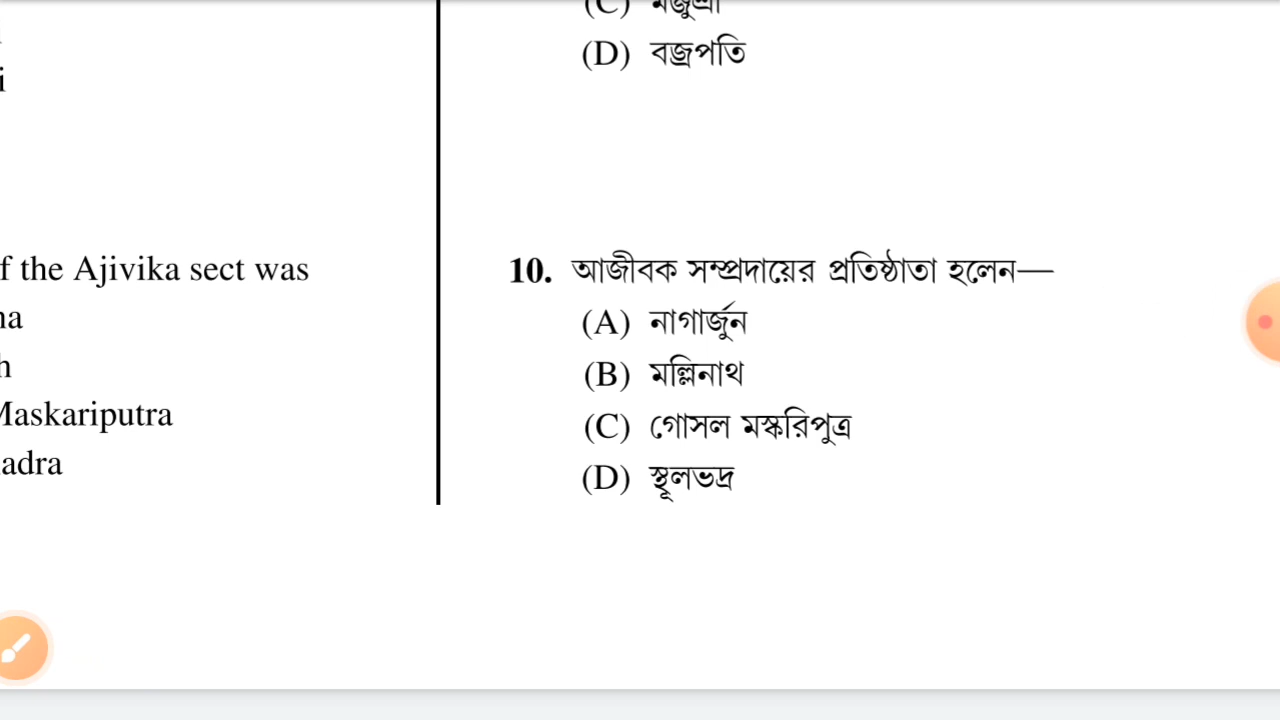 (D) বজ্রপতি
i
f the Ajivika sect was
na
h
Maskariputra
adra
10. আজীবক সম্প্রদায়ের প্রতিষ্ঠাতা হলেন—
(A) নাগার্জুন
(B) মল্লিনাথ
(C) গোসল মস্করিপুত্র
(D) স্থূলভদ্র